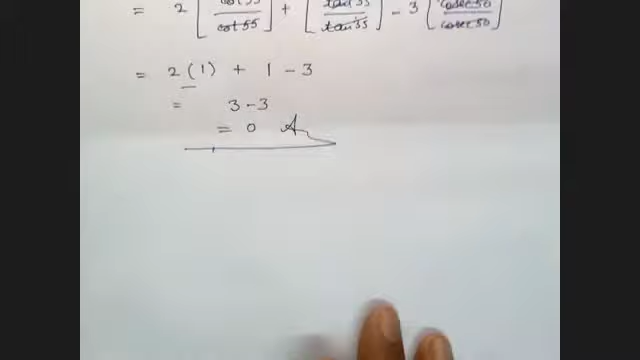 = 2 [cot 55 / cot 55] + [tan 35 / tan 35] - 3 [cosec 50 / cosec 50]
= 2 (1) + 1 - 3
= 3 - 3
= 0 A